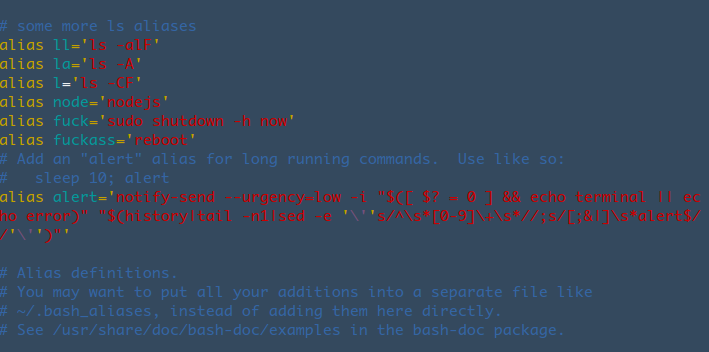 # some more ls aliases
alias ll='ls -alF'
alias la='ls -A'
alias l='ls -CF'
alias node='nodejs'
alias fuck='sudo shutdown -h now'
alias fuckass='reboot'
# Add an "alert" alias for long running commands.  Use like so:
#   sleep 10; alert
alias alert='notify-send --urgency=low -i "$([ $? = 0 ] && echo terminal || ec
ho error)" "$(history|tail -n1|sed -e '\''s/^\s*[0-9]\+\s*//;s/[;&|]\s*alert$/
/'\'')"'
# Alias definitions.
# You may want to put all your additions into a separate file like
# ~/.bash_aliases, instead of adding them here directly.
# See /usr/share/doc/bash-doc/examples in the bash-doc package.